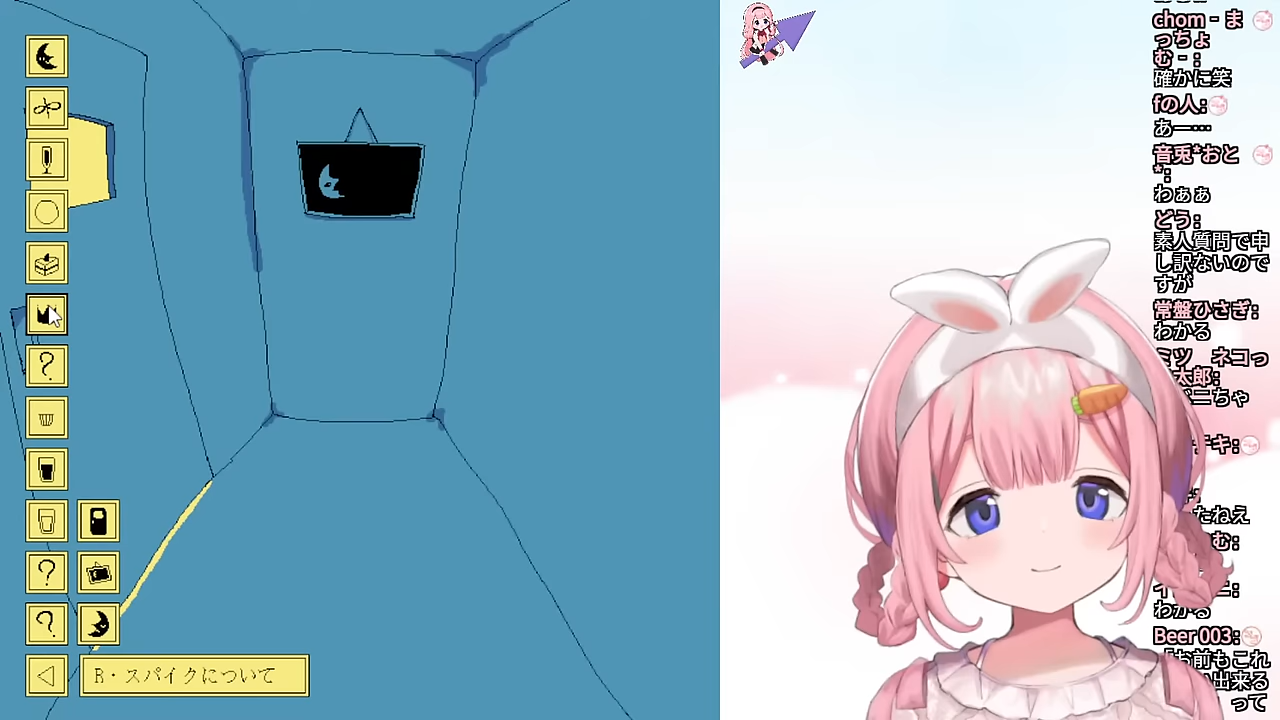 R・スパイクについて
chom - ま
っちょ
む - :
確かに笑
fの人:
あー…
音兎*おと
*:
わぁぁ
どう:
素人質問で申
し訳ないので
すが
常盤ひさぎ:
わかる
ミツ ネコっ
太郎:
ニちゃ
キ:
たねえ
む:
わかる
Beer 003:
「お前もこれ
出来る
って